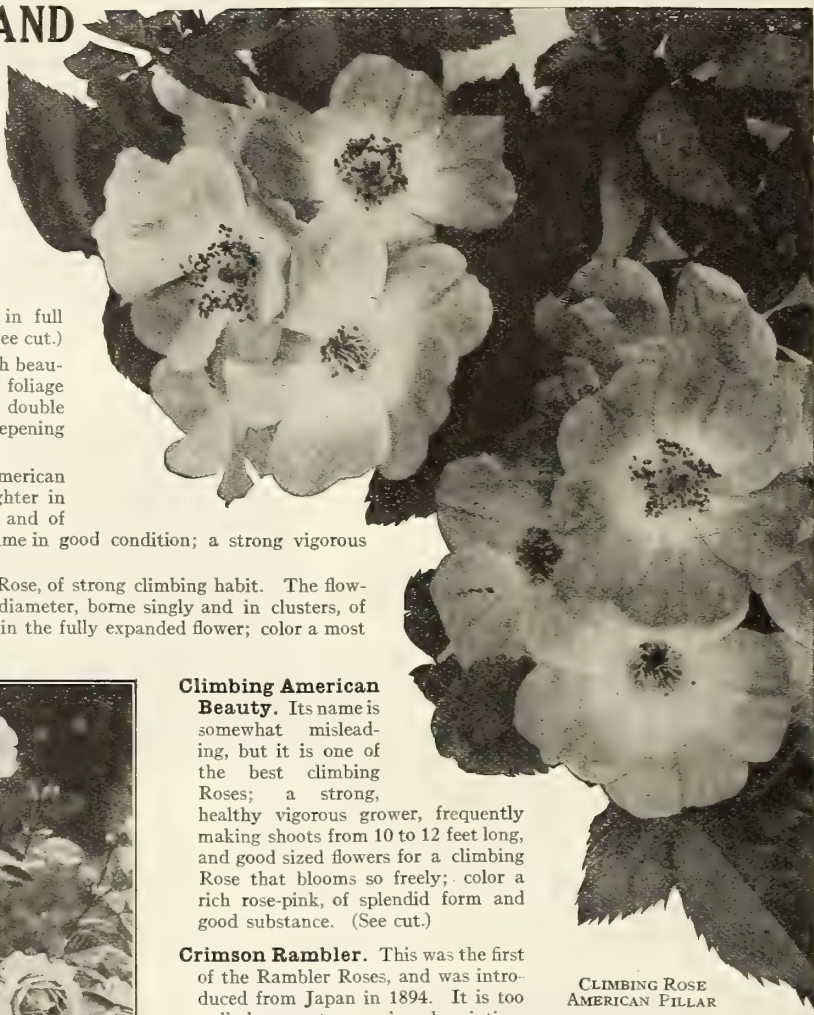 AND
in full
ee cut.)
h beau-
foliage
double
epening
merican
ghter in
and of
me in good condition; a strong vigorous
Rose, of strong climbing habit. The flow-
diameter, borne singly and in clusters, of
in the fully expanded flower; color a most
Climbing American
Beauty. Its name is
somewhat mislead-
ing, but it is one of
the best climbing
Roses; a strong,
healthy vigorous grower, frequently
making shoots from 10 to 12 feet long,
and good sized flowers for a climbing
Rose that blooms so freely; color a
rich rose-pink, of splendid form and
good substance. (See cut.)
Crimson Rambler. This was the first
of the Rambler Roses, and was intro-
duced from Japan in 1894. It is too
CLIMBING ROSE
AMERICAN PILLAR